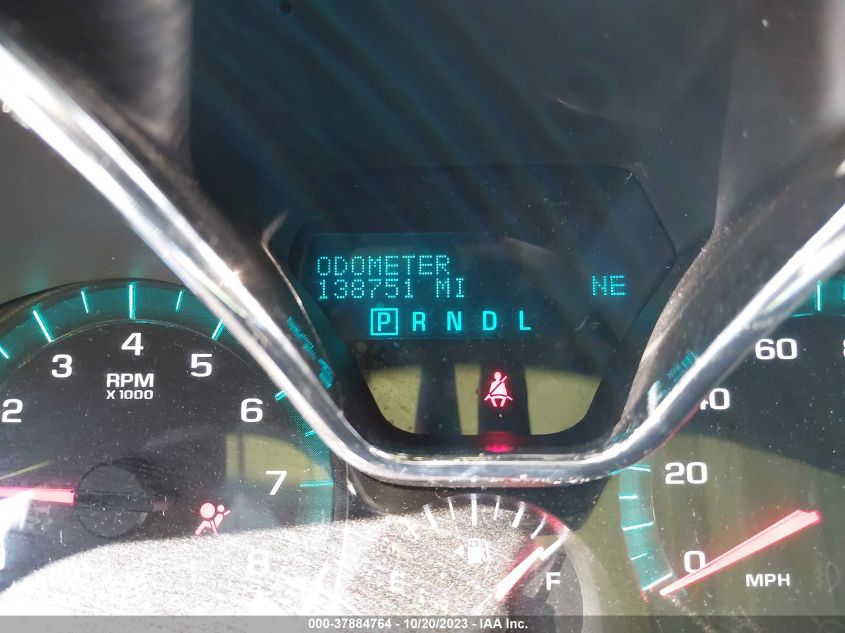 ODOMETER
138751 MI NE
P R N D L
2 3 4 5 6 7 8
RPM
X 1000
0 20 40 60
MPH
E F
000-37884764 - 10/20/2023 - IAA Inc.